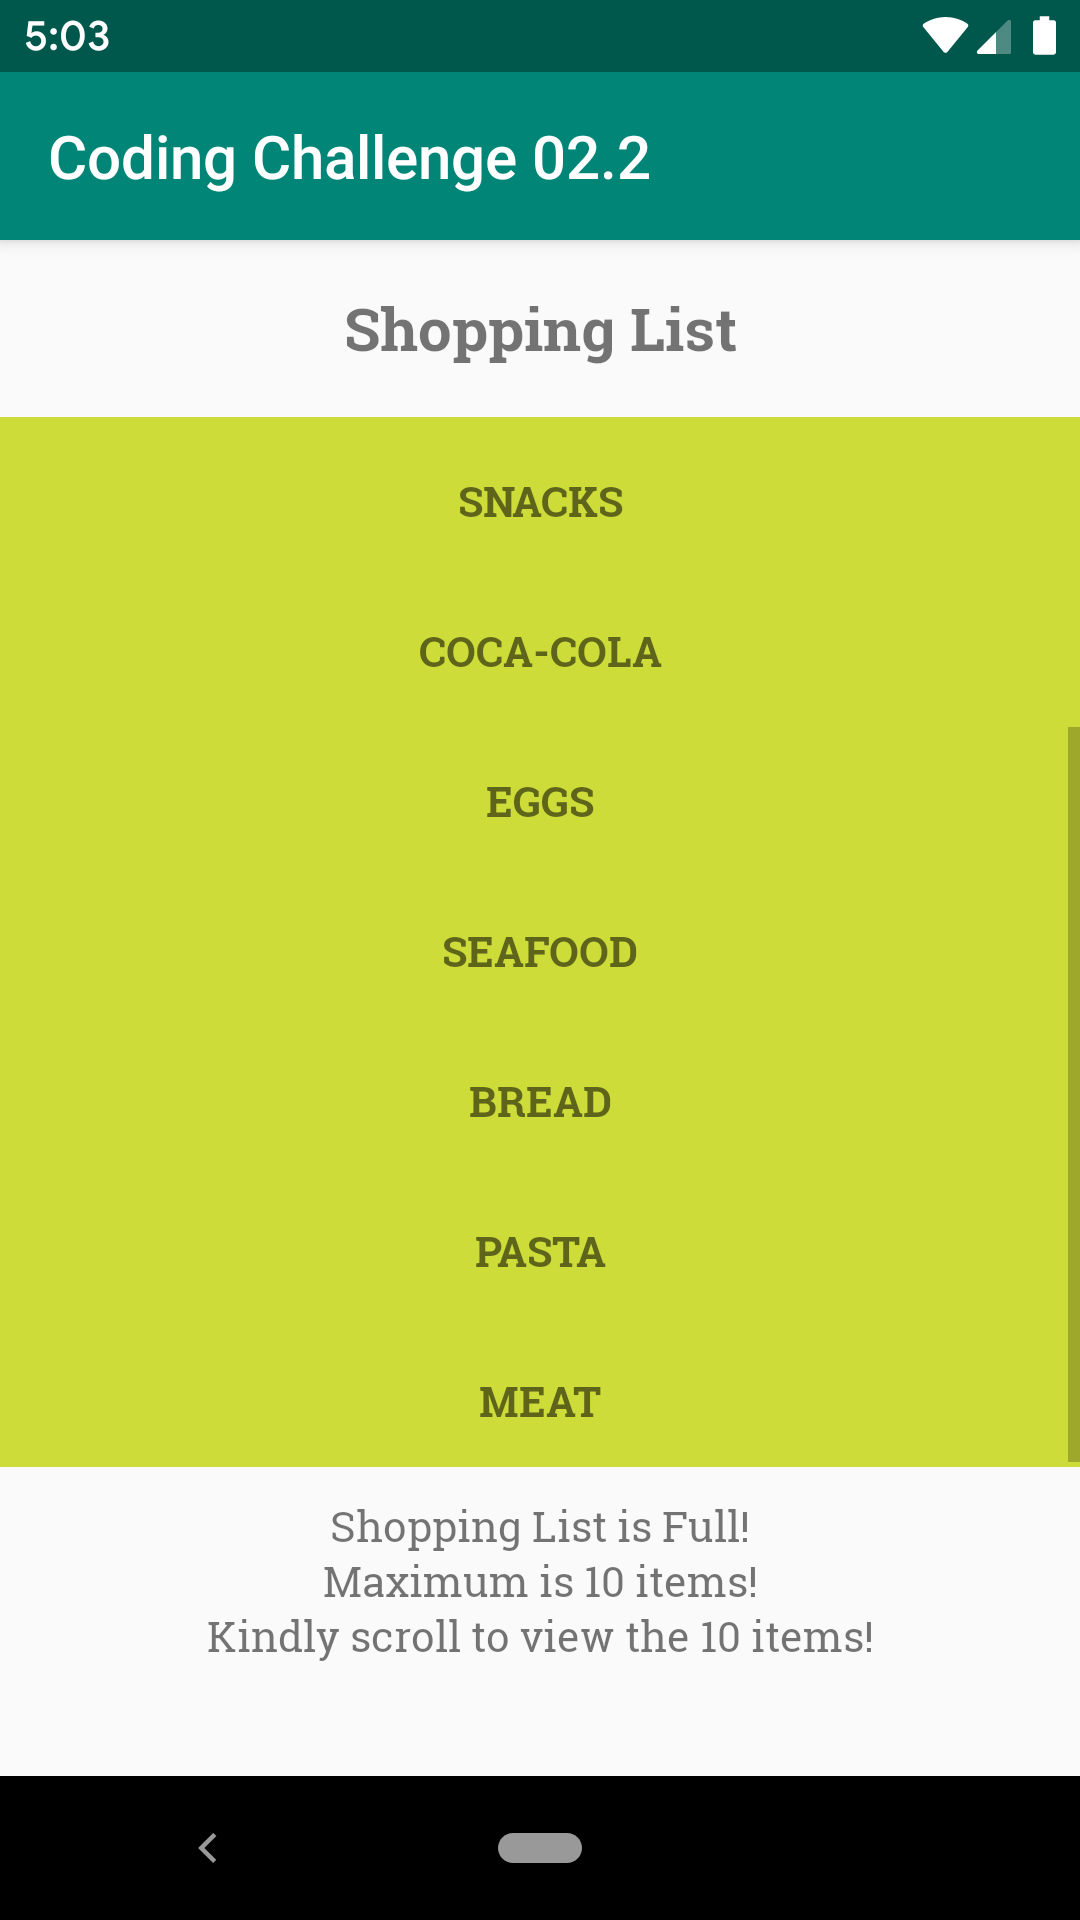 5:03
Coding Challenge 02.2
Shopping List
SNACKS
COCA-COLA
EGGS
SEAFOOD
BREAD
PASTA
MEAT
Shopping List is Full!
Maximum is 10 items!
Kindly scroll to view the 10 items!